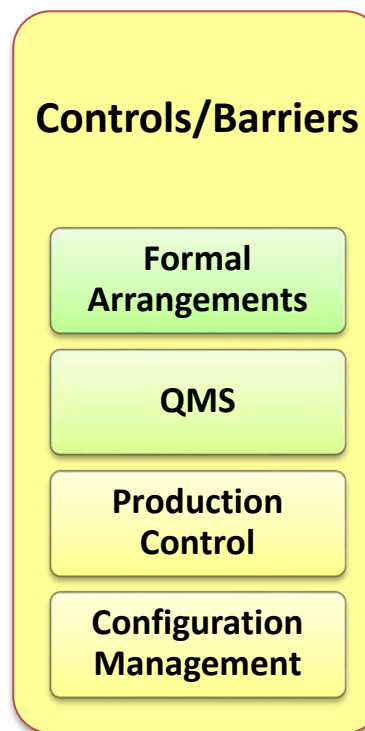 Controls/Barriers
Formal
Arrangements
QMS
Production
Control
Configuration
Management